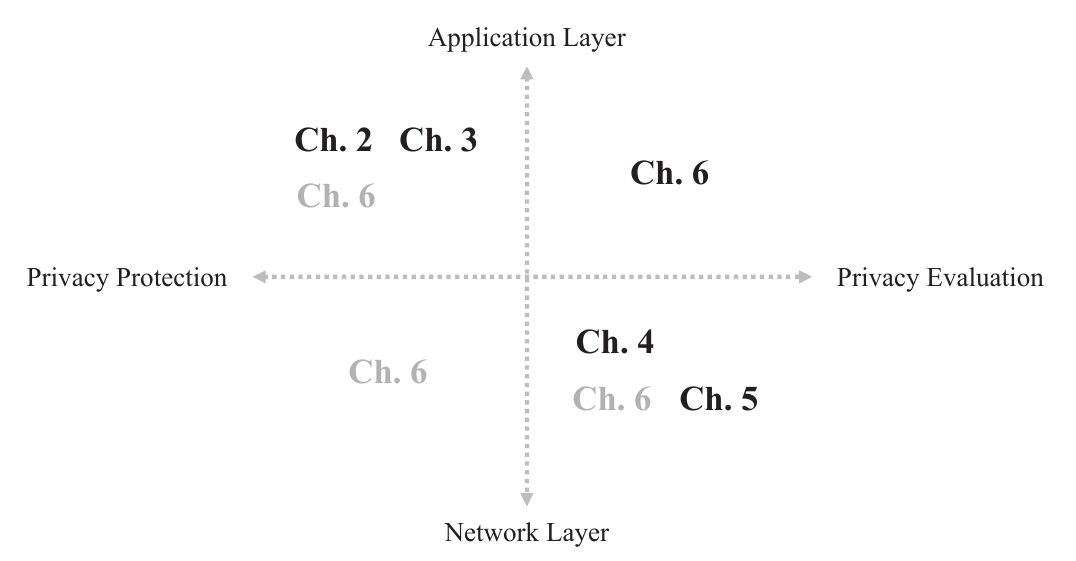 Application Layer
Ch. 2 Ch. 3
Ch. 6
Ch. 6
Privacy Protection
Privacy Evaluation
Ch. 4
Ch. 6
Ch. 6 Ch. 5
Network Layer